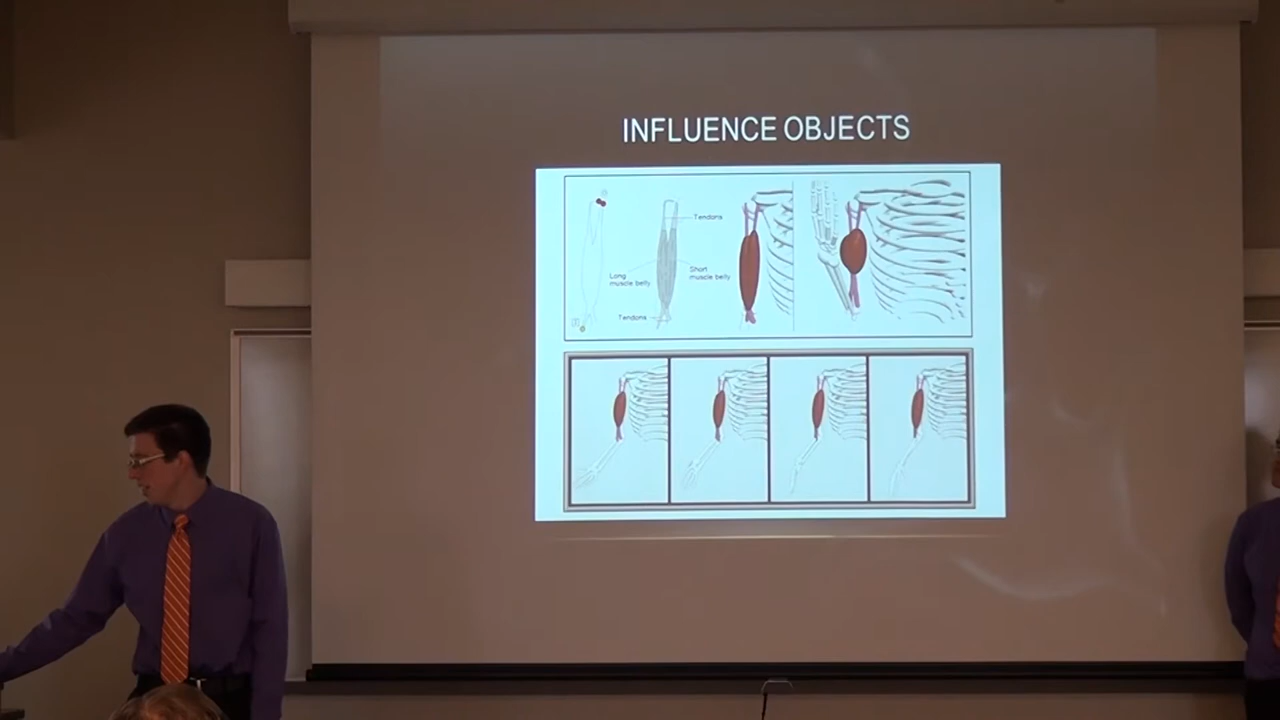 INFLUENCE OBJECTS
Tendons
Long
muscle belly
Short
muscle belly
Tendons